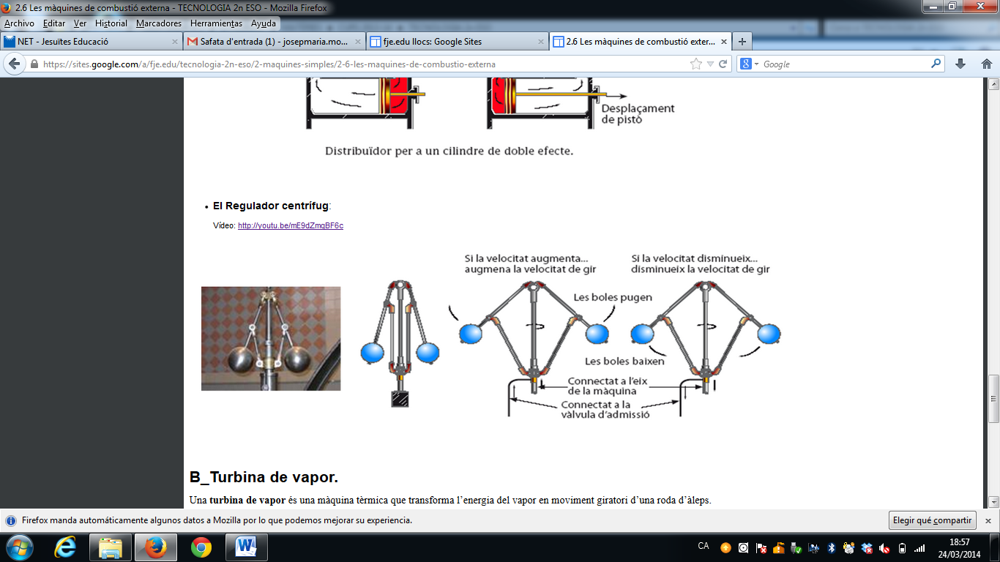 2.6 Les màquines de combustió externa - TECNOLOGIA 2n ESO - Mozilla Firefox
Archivo Editar Ver Historial Marcadores Herramientas Ayuda
NET - Jesuïtes Educació
Safata d'entrada (1) - josepmaria.mo...
fje.edu llocs: Google Sites
2.6 Les màquines de combustió exter...
https://sites.google.com/a/fje.edu/tecnologia-2n-eso/2-maquines-simples/2-6-les-maquines-de-combustio-externa
Google
Desplaçament
de pistò
Distribuïdor per a un cilindre de doble efecte.
El Regulador centrífug:
Vídeo: http://youtu.be/mE9dZmqBF6c
Si la velocitat augmenta...
augmena la velocitat de gir
Si la velocitat disminueix...
disminueix la velocitat de gir
Les boles pugen
Les boles baixen
Connectat a l'eix
de la màquina
Connectat a la
vàlvula d'admissió
B_Turbina de vapor.
Una turbina de vapor és una màquina tèrmica que transforma l'energia del vapor en moviment giratori d'una roda d'àleps.
Firefox manda automáticamente algunos datos a Mozilla por lo que podemos mejorar su experiencia.
Elegir qué compartir
CA
18:57
24/03/2014